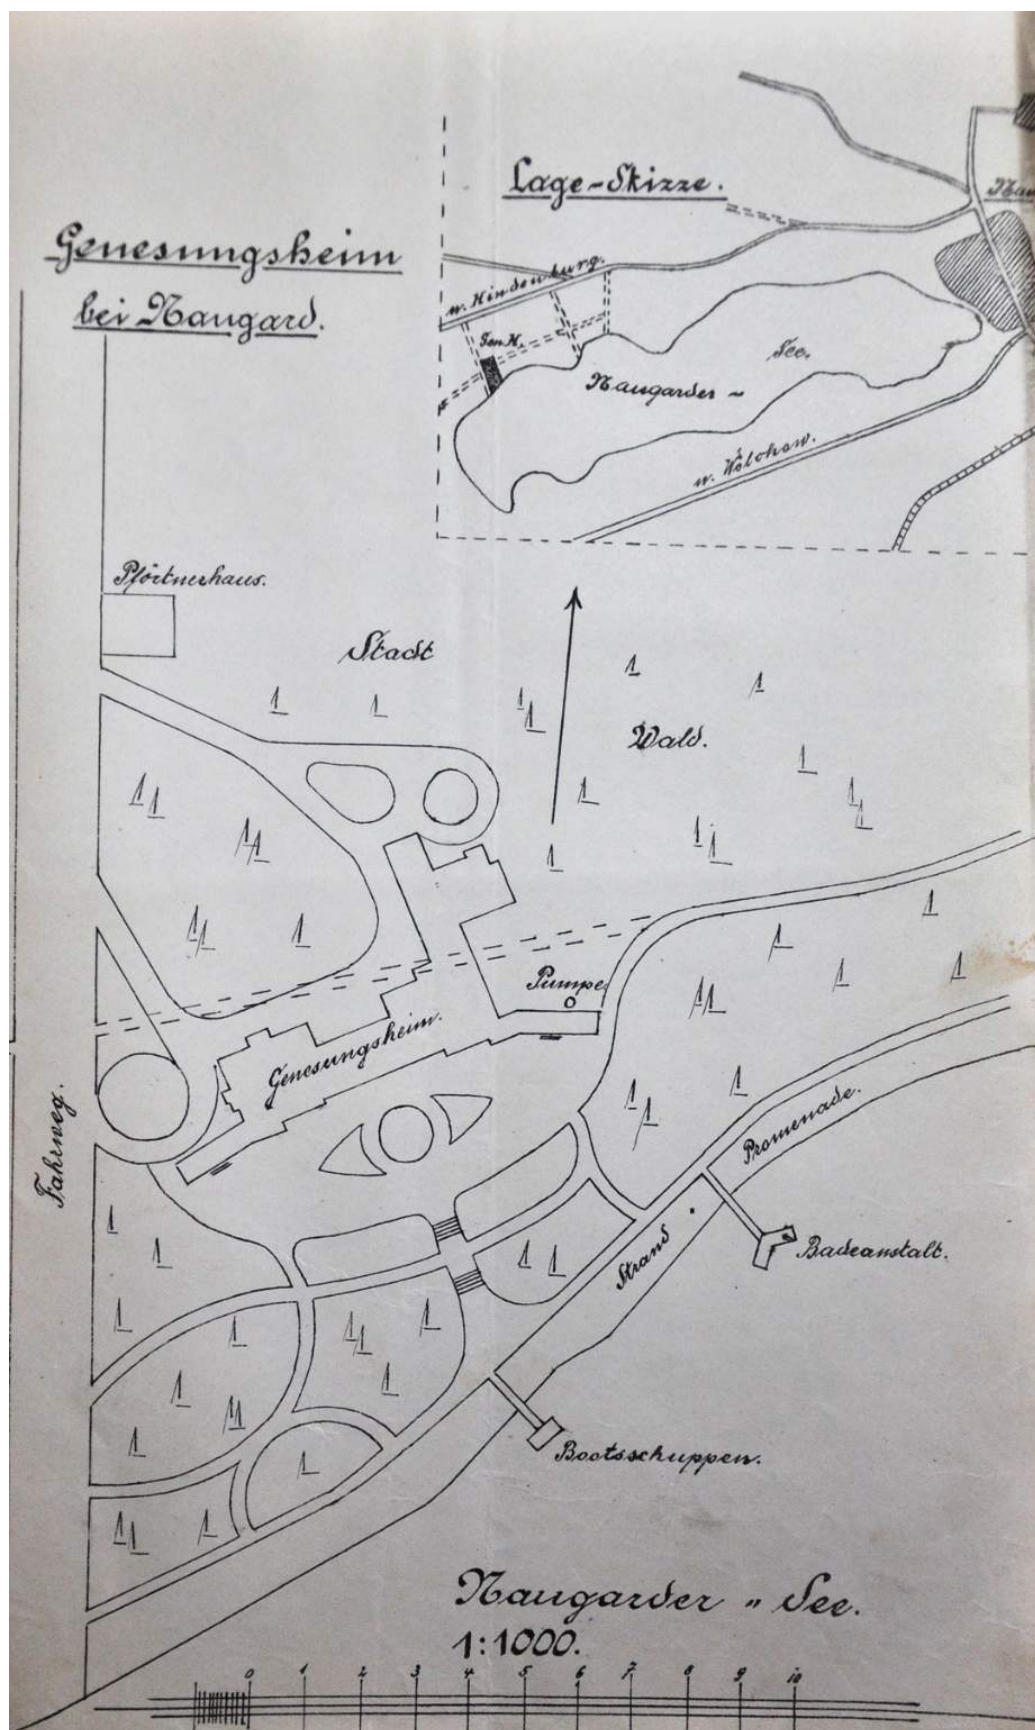 Lage-Skizze.
Genesungsheim
bei Naugard.
n. Hindenburg.
Gen. H.
Naugarder - See.
Pförtnerhaus.
Stadt
Wald.
Pumpe
Genesungsheim.
Fahrweg.
Strand Promenade.
Badeanstalt.
Bootsschuppen.
Naugarder " See.
1:1000.
0 1 2 3 4 5 6 7 8 9 10